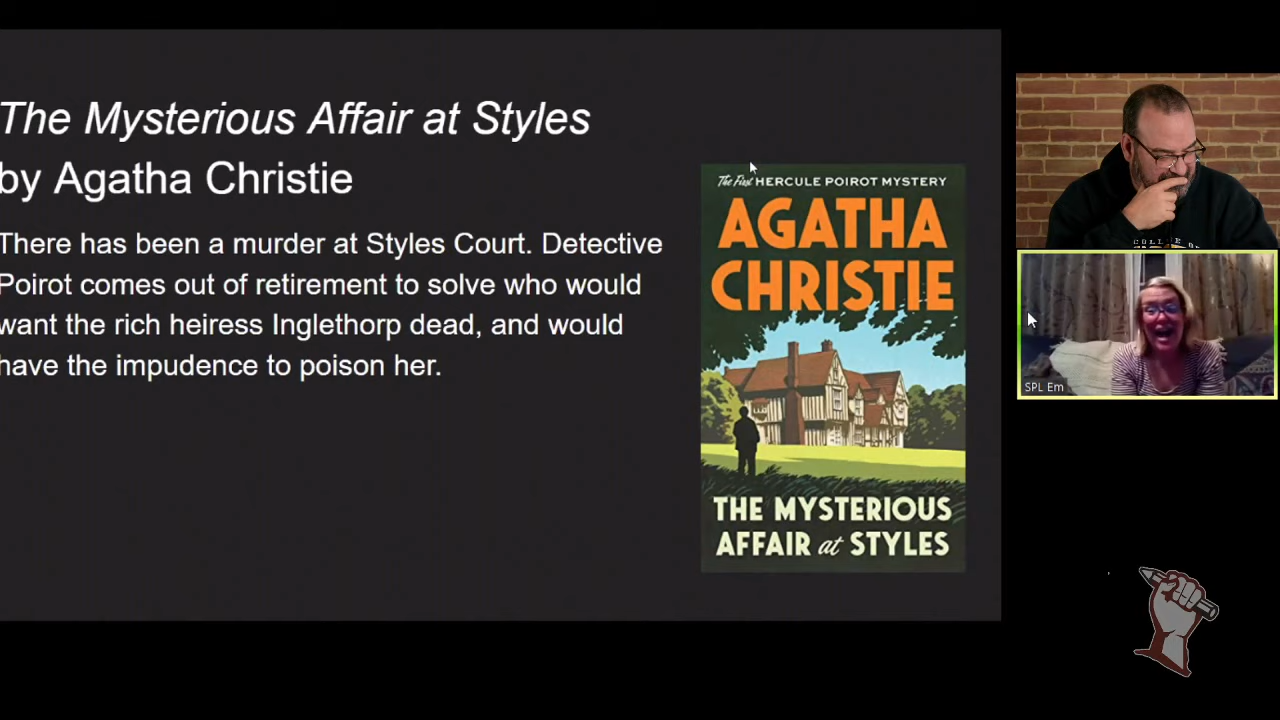 The Mysterious Affair at Styles
by Agatha Christie
There has been a murder at Styles Court. Detective
Poirot comes out of retirement to solve who would
want the rich heiress Inglethorp dead, and would
have the impudence to poison her.
The First HERCULE POIROT MYSTERY
AGATHA
CHRISTIE
THE MYSTERIOUS
AFFAIR at STYLES
SPL Em